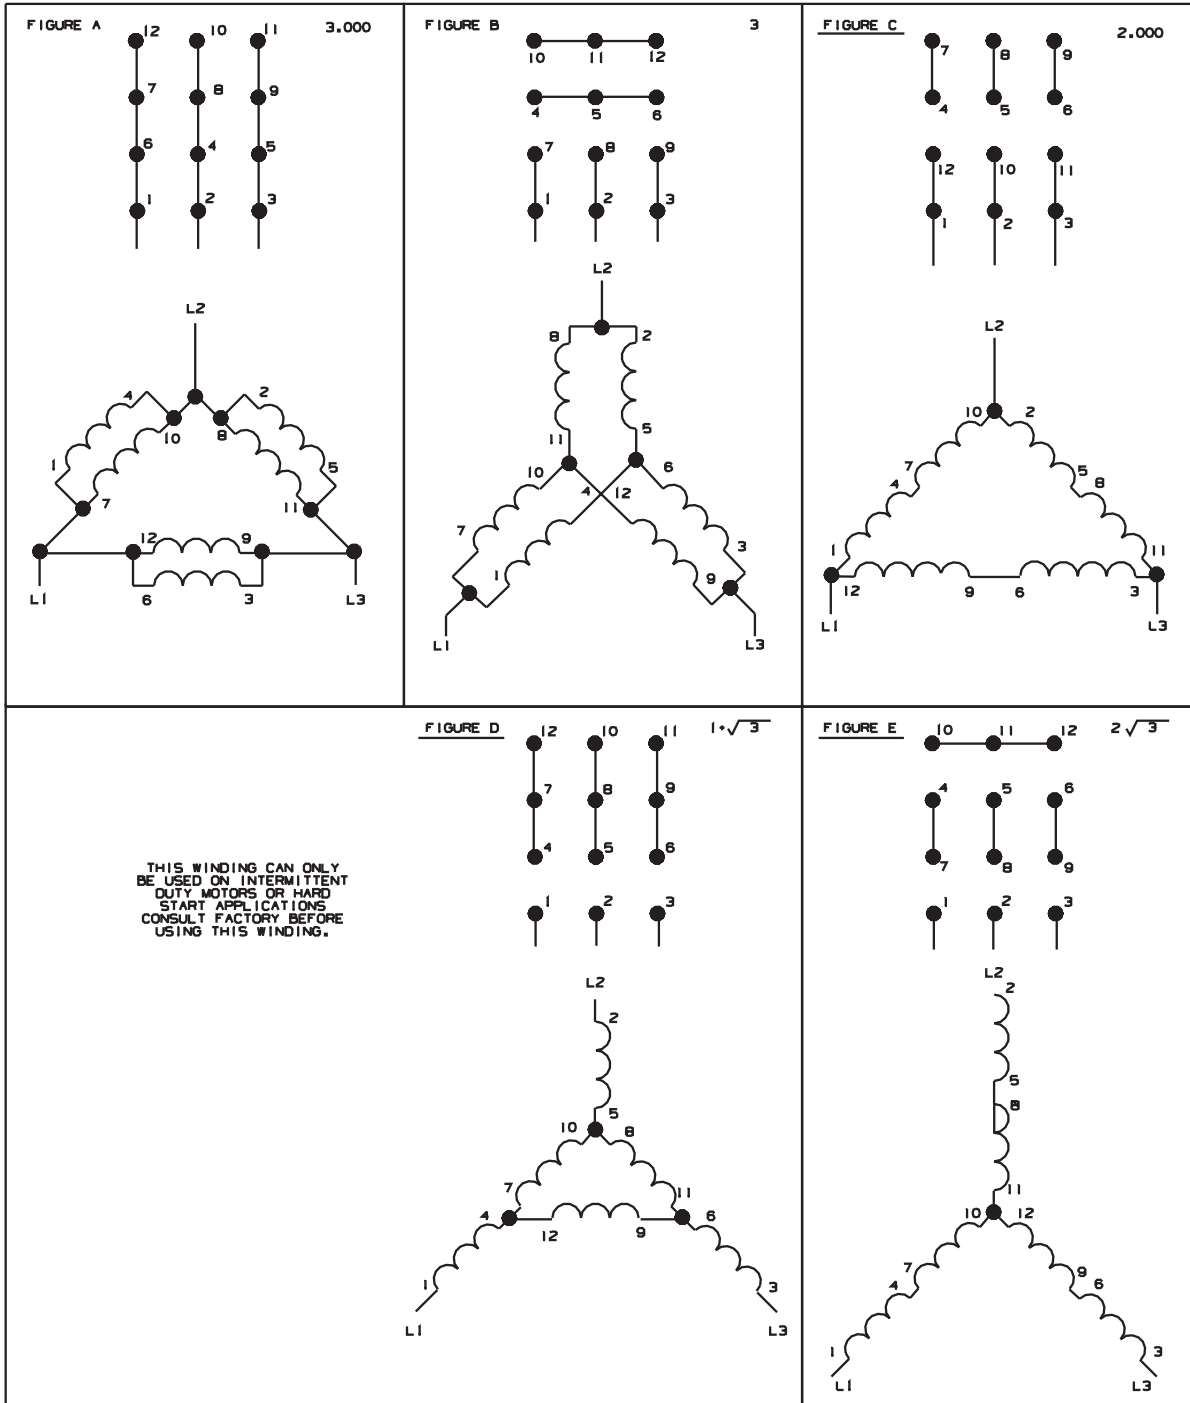 FIGURE A 3.000
12 10 11
7 8 9
6 4 5
1 2 3
L2
4 2
10 8
1 5
7 11
12 9
6 3
L1 L3
FIGURE B 3
10 11 12
4 5 6
7 8 9
1 2 3
L2
8 2
11 5
10 4 12 6
7 3
1 9
L1 L3
FIGURE C 2.000
7 8 9
4 5 6
12 10 11
1 2 3
L2
10 2
7 5
4 8
1 11
12 9 6 3
L1 L3
THIS WINDING CAN ONLY
BE USED ON INTERMITTENT
DUTY MOTORS OR HARD
START APPLICATIONS
CONSULT FACTORY BEFORE
USING THIS WINDING.
FIGURE D 1+√3
12 10 11
7 8 9
4 5 6
1 2 3
L2
2
5
10 8
7 11
4 6
12 9
1 3
L1 L3
FIGURE E 2√3
10 11 12
4 5 6
7 8 9
1 2 3
L2
2
5
8
11
10 12
7 9
4 6
1 3
L1 L3